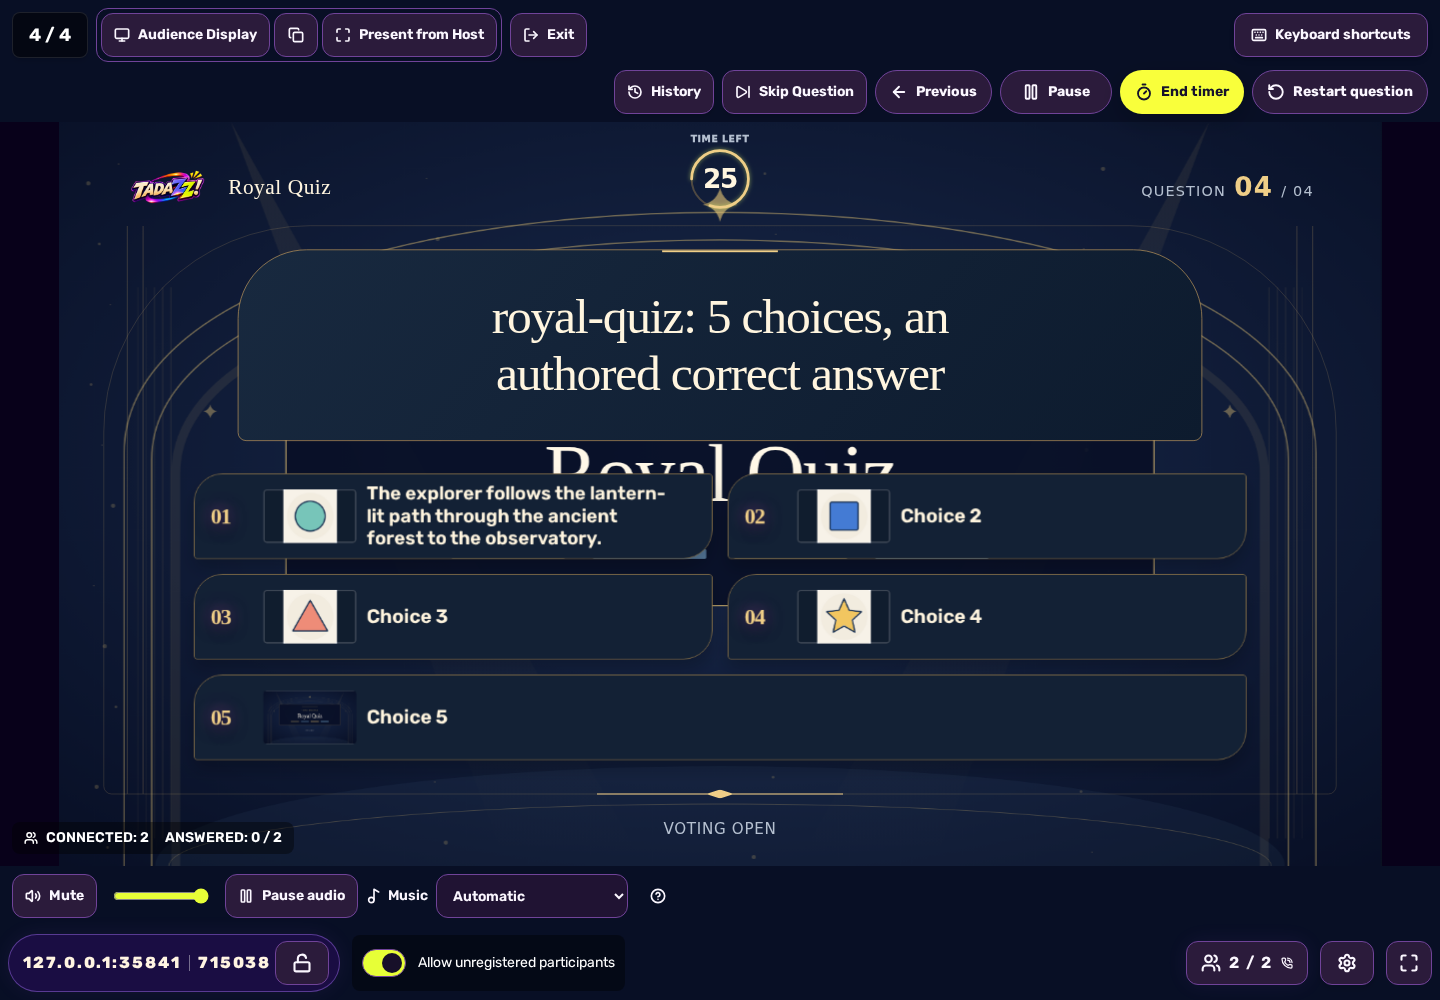 4 / 4
Audience Display
Present from Host
Exit
Keyboard shortcuts
History
Skip Question
Previous
Pause
End timer
Restart question
TIME LEFT
25
TADAZZ!
Royal Quiz
QUESTION 04 / 04
royal-quiz: 5 choices, an
authored correct answer
Royal Quiz
01
The explorer follows the lantern-
lit path through the ancient
forest to the observatory.
02
Choice 2
03
Choice 3
04
Choice 4
05
Royal Quiz
Choice 5
VOTING OPEN
CONNECTED: 2 ANSWERED: 0 / 2
Mute
Pause audio
Music
Automatic
127.0.0.1:35841 | 715038
Allow unregistered participants
2 / 2